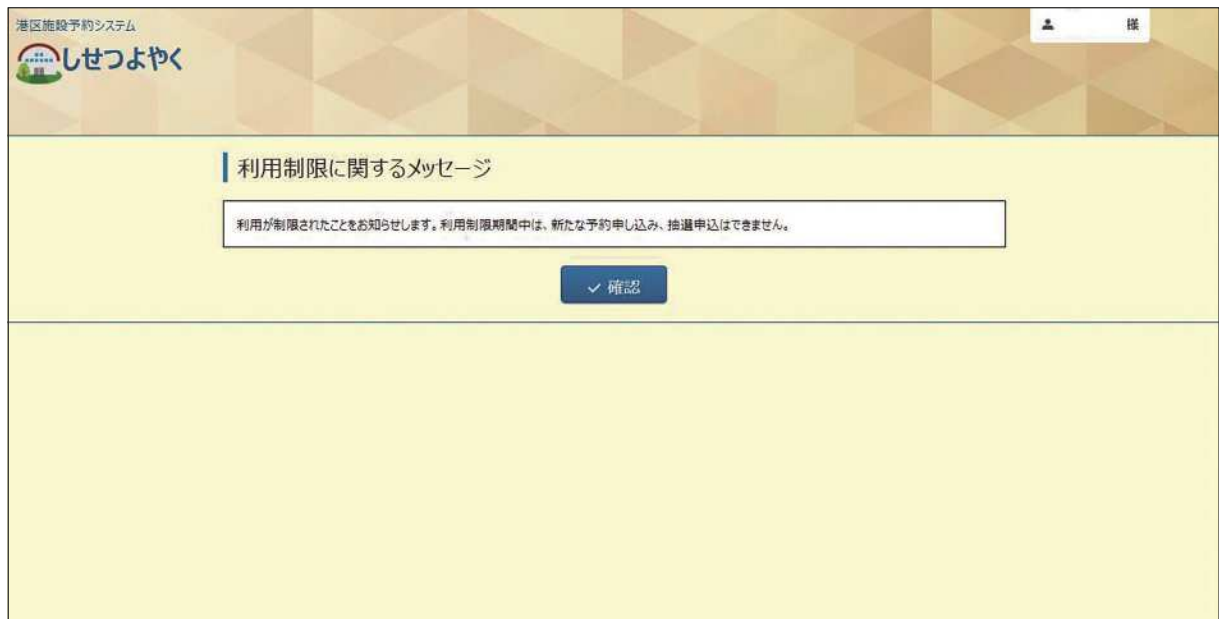 港区施設予約システム
しせつよやく
様
利用制限に関するメッセージ
利用が制限されたことをお知らせします。利用制限期間中は、新たな予約申し込み、抽選申込はできません。
確認